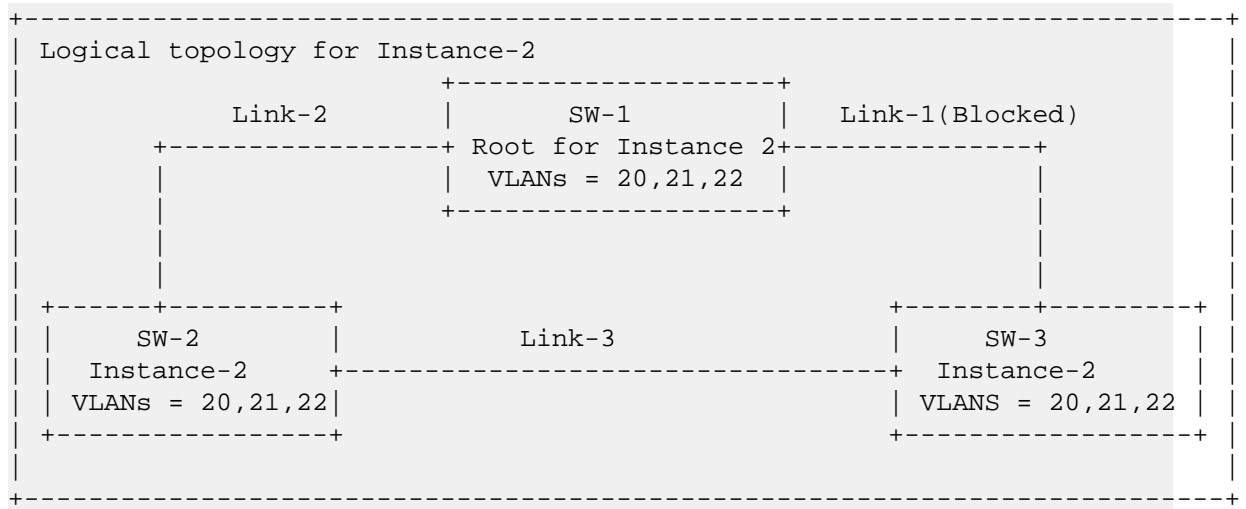 Logical topology for Instance-2
Link-2 SW-1 Link-1(Blocked)
Root for Instance 2
VLANs = 20,21,22
SW-2 Link-3 SW-3
Instance-2 Instance-2
VLANs = 20,21,22 VLANS = 20,21,22